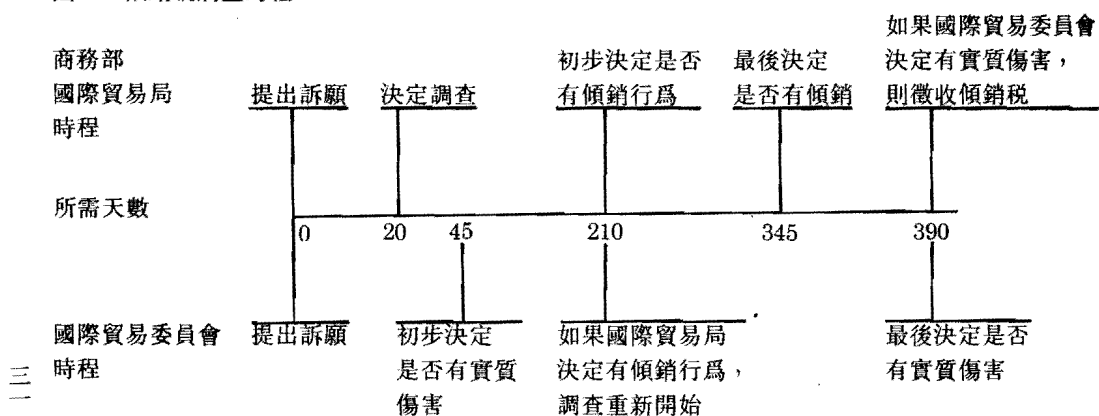 如果國際貿易委員會
商務部 初步決定是否 最後決定 決定有實質傷害，
國際貿易局 提出訴願 決定調查 有傾銷行爲 是否有傾銷 則徵收傾銷稅
時程
所需天數
0 20 45 210 345 390
國際貿易委員會 提出訴願 初步決定 如果國際貿易局 最後決定是否
時程 是否有實質 決定有傾銷行爲， 有實質傷害
傷害 調查重新開始
三一